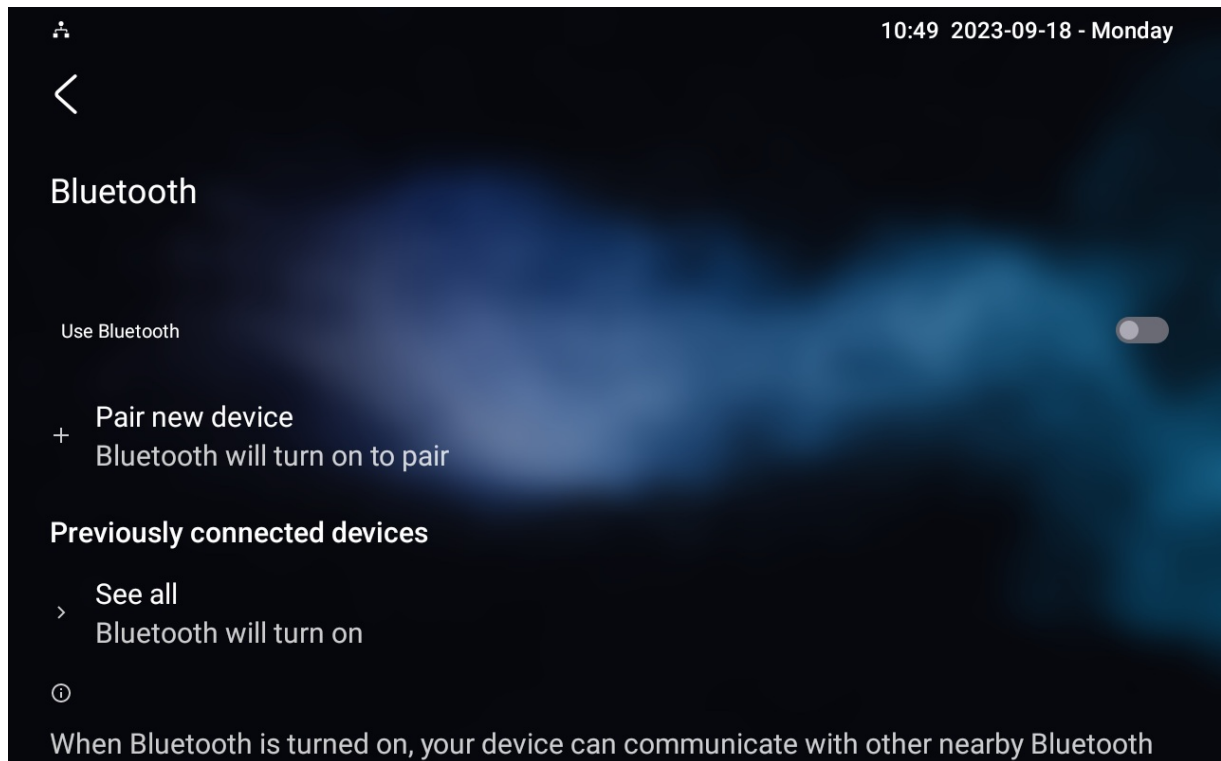 10:49 2023-09-18 - Monday
Bluetooth
Use Bluetooth
Pair new device
Bluetooth will turn on to pair
Previously connected devices
See all
Bluetooth will turn on
When Bluetooth is turned on, your device can communicate with other nearby Bluetooth